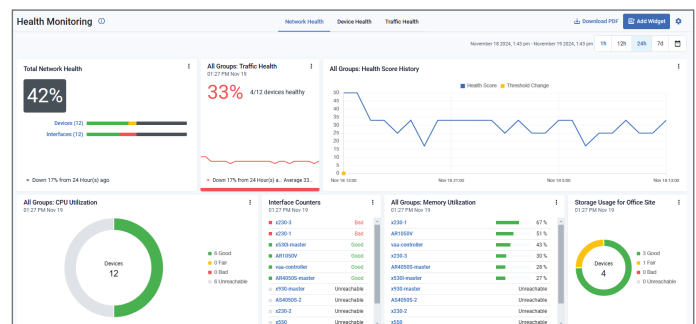 Health Monitoring
Network Health Device Health Traffic Health
Download PDF Add Widget
November 18 2024, 1:43 pm - November 19 2024, 1:43 pm 1h 12h 24h 7d
Total Network Health
42%
Devices (12)
Interfaces (12)
Down 17% from 24 Hour(s) ago
All Groups: Traffic Health
01:27 PM Nov 19
33% 4/12 devices healthy
Down 17% from 24 Hour(s) a... Average 33...
All Groups: Health Score History
Health Score Threshold Change
50
45
40
35
30
25
20
15
10
5
0
Nov 18 13:00 Nov 18 21:00 Nov 19 5:00 Nov 19 13:00
All Groups: CPU Utilization
01:27 PM Nov 19
Devices
12
6 Good
0 Fair
0 Bad
6 Unreachable
Interface Counters
01:27 PM Nov 19
x230-3 Bad
x230-1 Bad
x530l-master Good
AR1050V Good
vaa-controller Good
AR4050S-master Good
x930-master Unreachable
AS4050S-2 Unreachable
x230-2 Unreachable
x550 Unreachable
All Groups: Memory Utilization
01:27 PM Nov 19
x230-1 67 %
AR1050V 51 %
vaa-controller 43 %
x230-3 30 %
AR4050S-master 28 %
x530l-master 27 %
x930-master Unreachable
AS4050S-2 Unreachable
x230-2 Unreachable
x550 Unreachable
Storage Usage for Office Site
01:27 PM Nov 19
Devices
4
3 Good
1 Fair
0 Bad
0 Unreachable